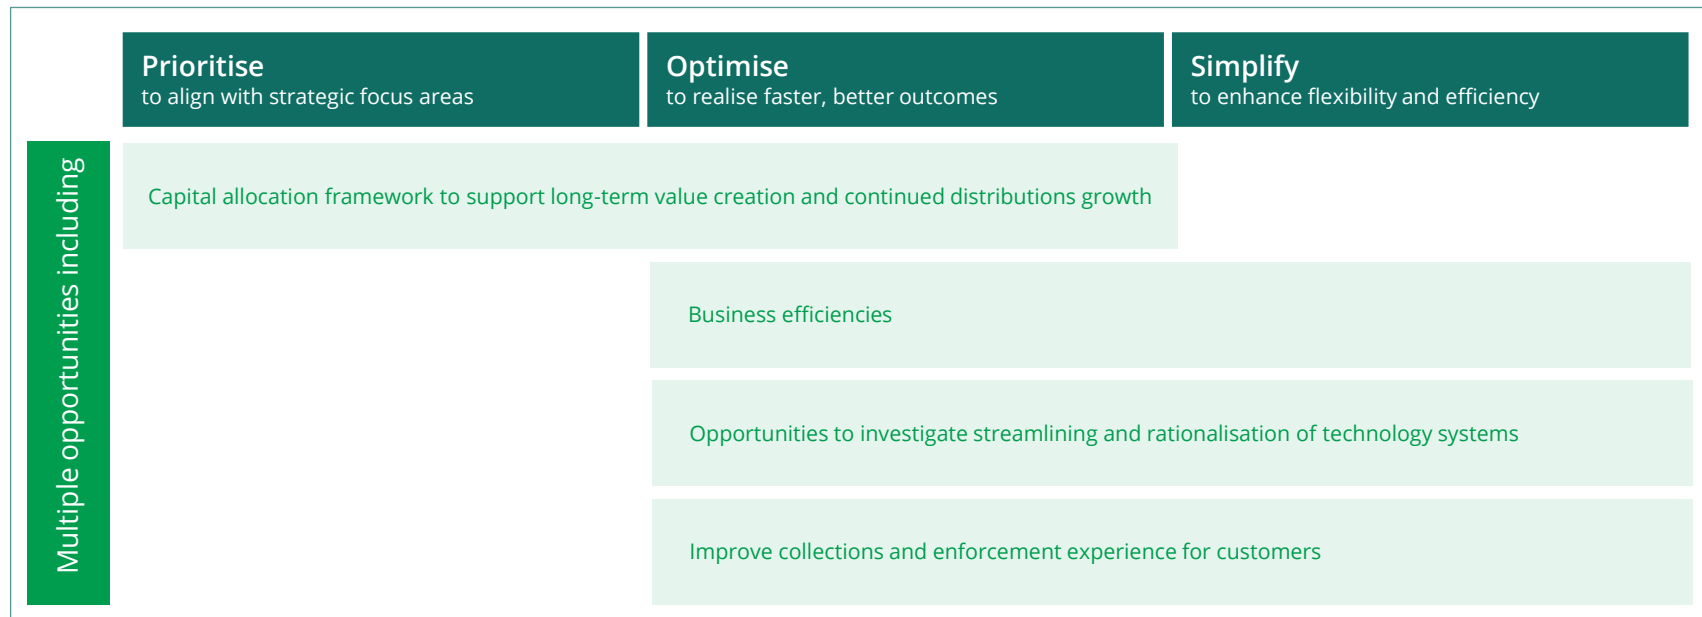 Prioritise
to align with strategic focus areas
Optimise
to realise faster, better outcomes
Simplify
to enhance flexibility and efficiency
Multiple opportunities including
Capital allocation framework to support long-term value creation and continued distributions growth
Business efficiencies
Opportunities to investigate streamlining and rationalisation of technology systems
Improve collections and enforcement experience for customers